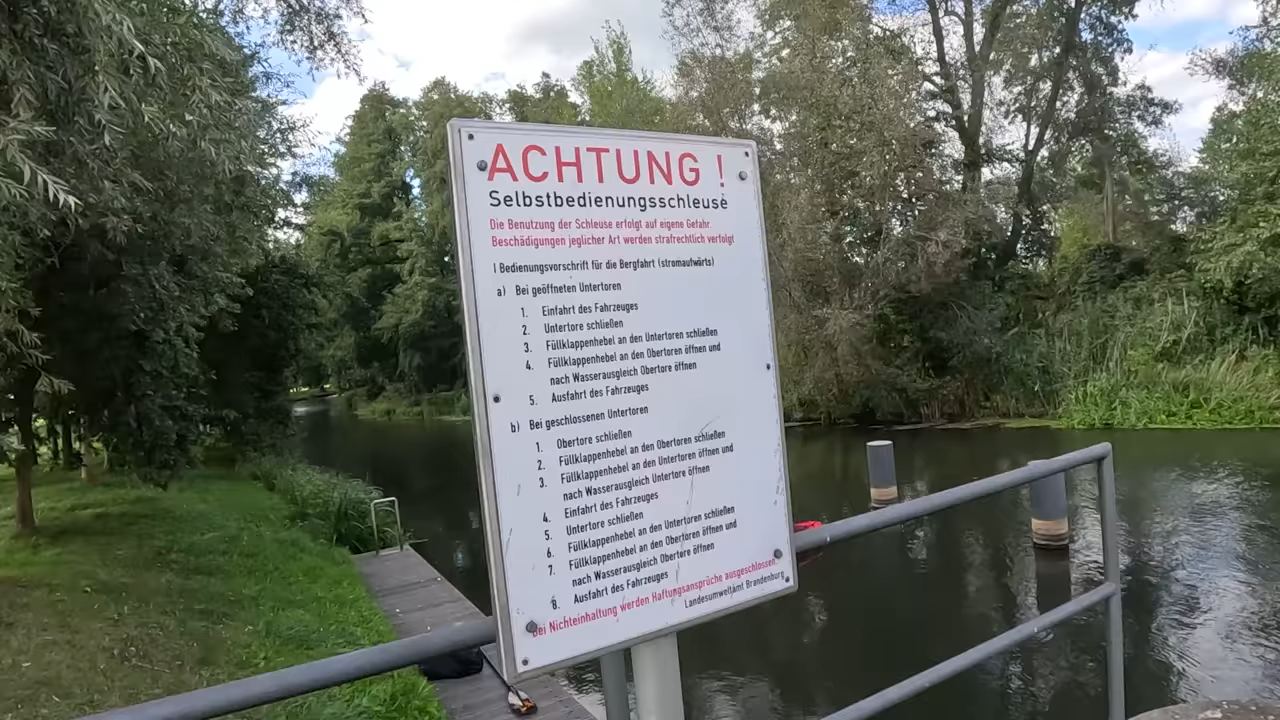 ACHTUNG !
Selbstbedienungsschleuse
Die Benutzung der Schleuse erfolgt auf eigene Gefahr.
Beschädigungen jeglicher Art werden strafrechtlich verfolgt
I Bedienungsvorschrift für die Bergfahrt (stromaufwärts)
a) Bei geöffneten Untertoren
1. Einfahrt des Fahrzeuges
2. Untertore schließen
3. Füllklappenhebel an den Untertoren schließen
4. Füllklappenhebel an den Obertoren öffnen und
nach Wasserausgleich Obertore öffnen
5. Ausfahrt des Fahrzeuges
b) Bei geschlossenen Untertoren
1. Obertore schließen
2. Füllklappenhebel an den Obertoren schließen
3. Füllklappenhebel an den Untertoren öffnen und
nach Wasserausgleich Untertore öffnen
4. Einfahrt des Fahrzeuges
5. Untertore schließen
6. Füllklappenhebel an den Untertoren schließen
7. Füllklappenhebel an den Obertoren öffnen und
nach Wasserausgleich Obertore öffnen
8. Ausfahrt des Fahrzeuges
Bei Nichteinhaltung werden Haftungsansprüche ausgeschlossen.
Landesumweltamt Brandenburg